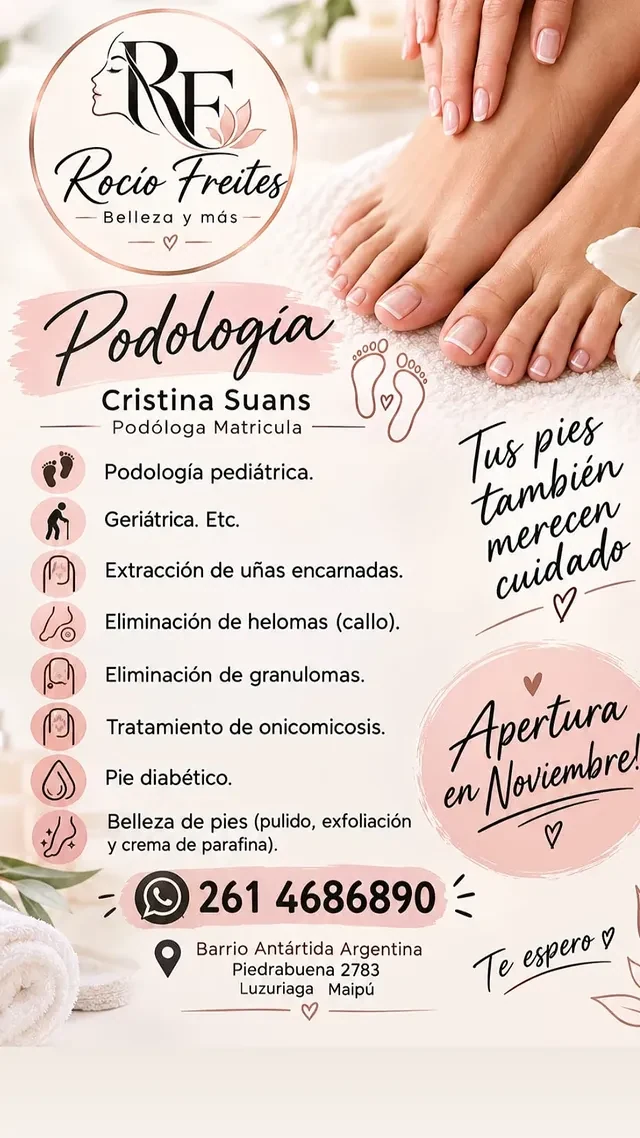 RF
Rocío Freites
Belleza y más
Podología
Cristina Suans
Podóloga Matricula
Podología pediátrica.
Geriátrica. Etc.
Extracción de uñas encarnadas.
Eliminación de helomas (callo).
Eliminación de granulomas.
Tratamiento de onicomicosis.
Pie diabético.
Belleza de pies (pulido, exfoliación
y crema de parafina).
Tus pies
también
merecen
cuidado
Apertura
en Noviembre!
261 4686890
Barrio Antártida Argentina
Piedrabuena 2783
Luzuriaga Maipú
Te espero